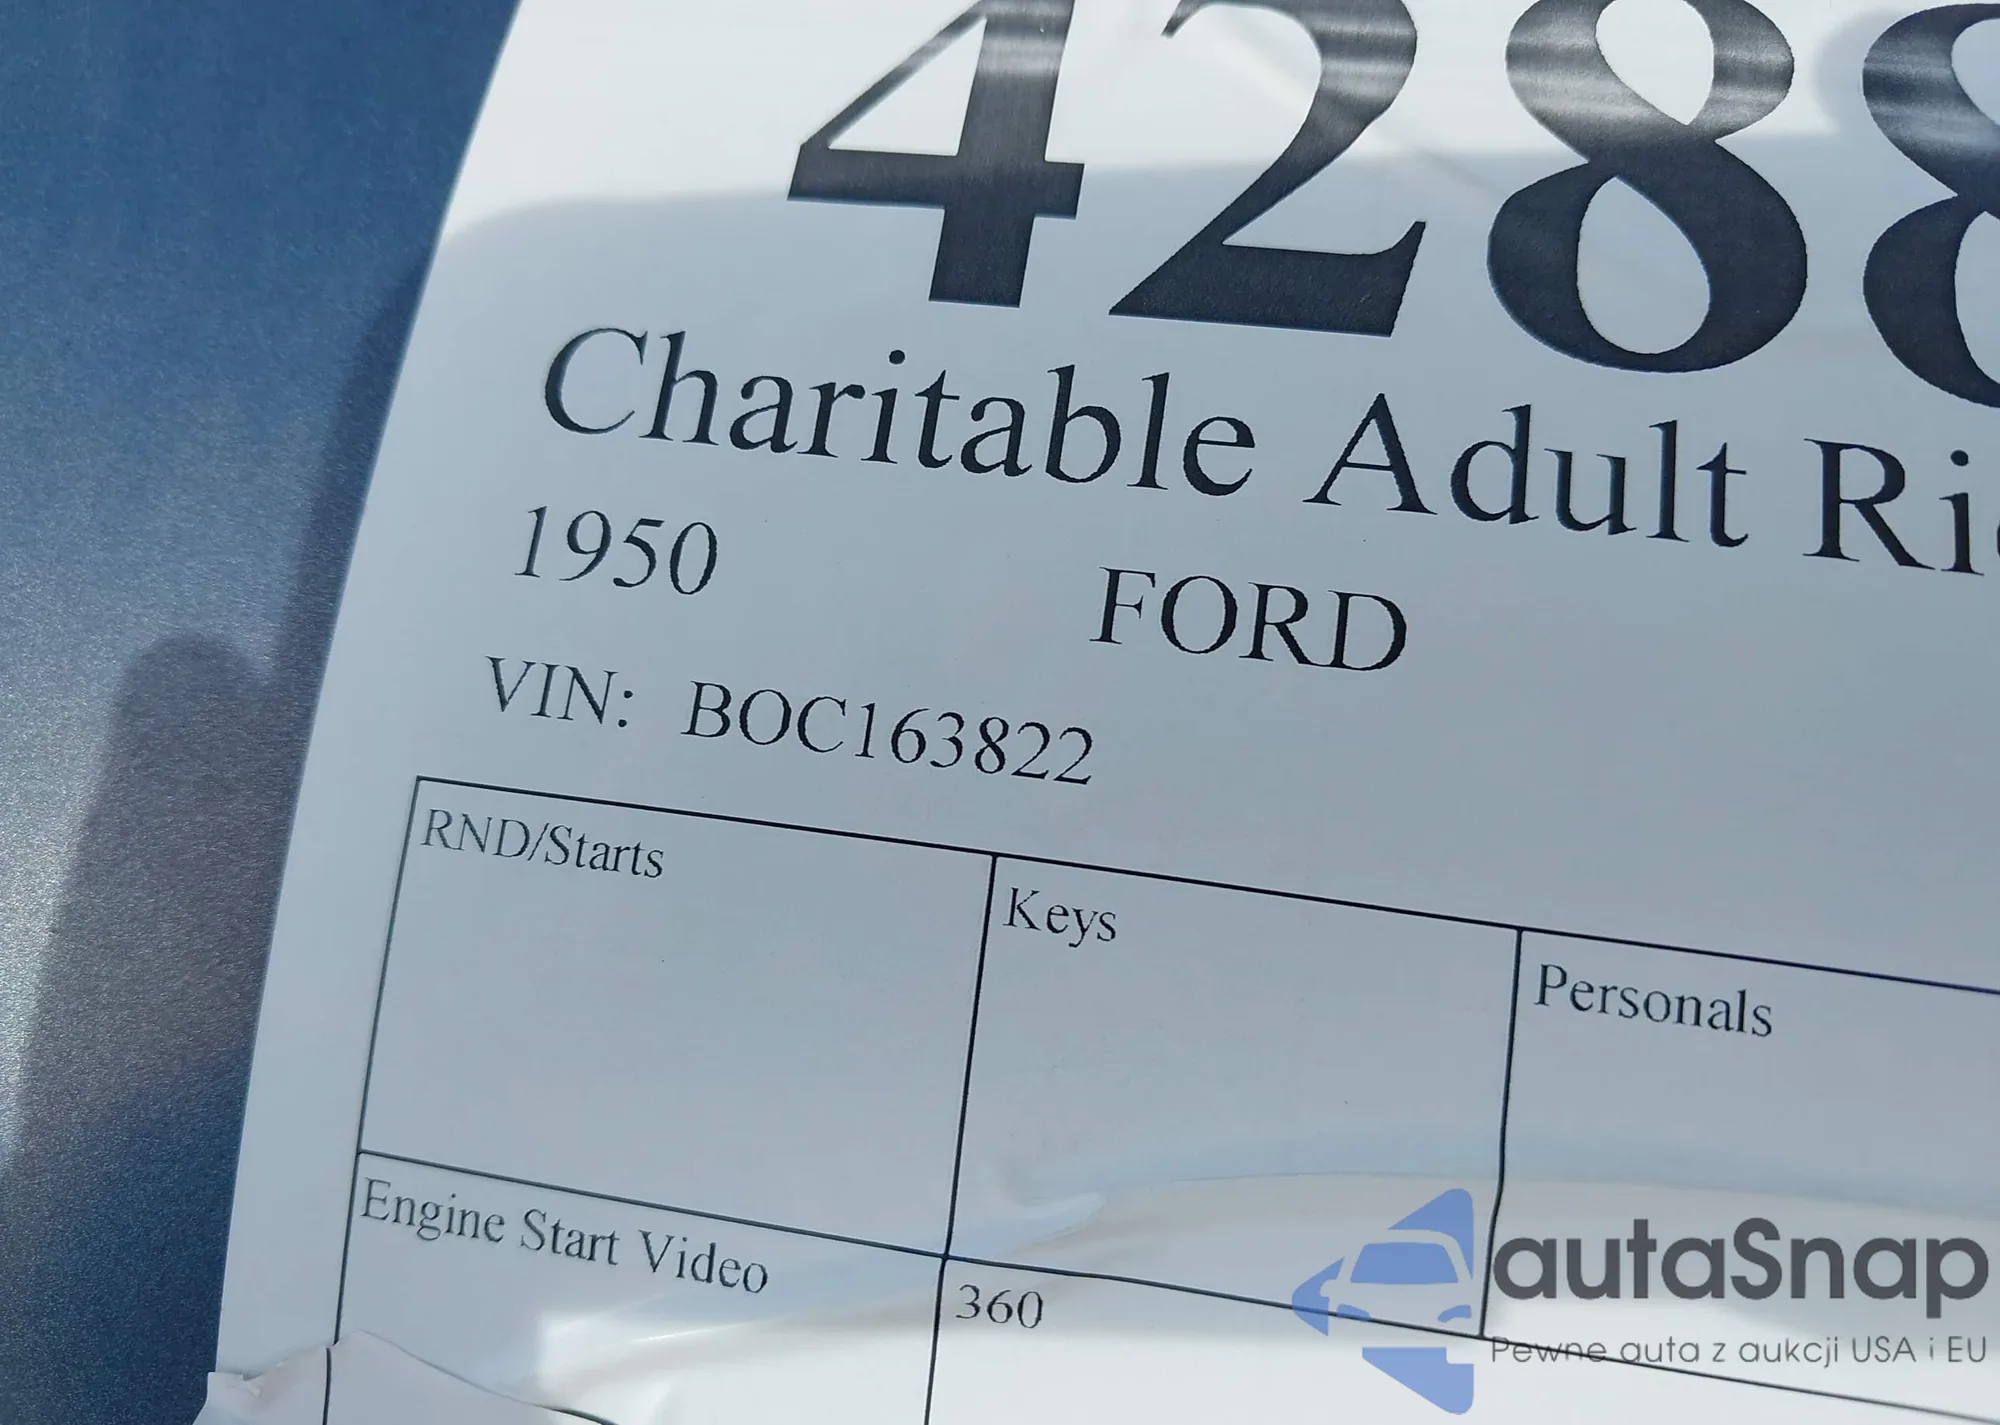 4288
Charitable Adult Ri
1950 FORD
VIN: BOC163822
RND/Starts Keys Personals
Engine Start Video 360
autaSnap
Pewne auta z aukcji USA i EU